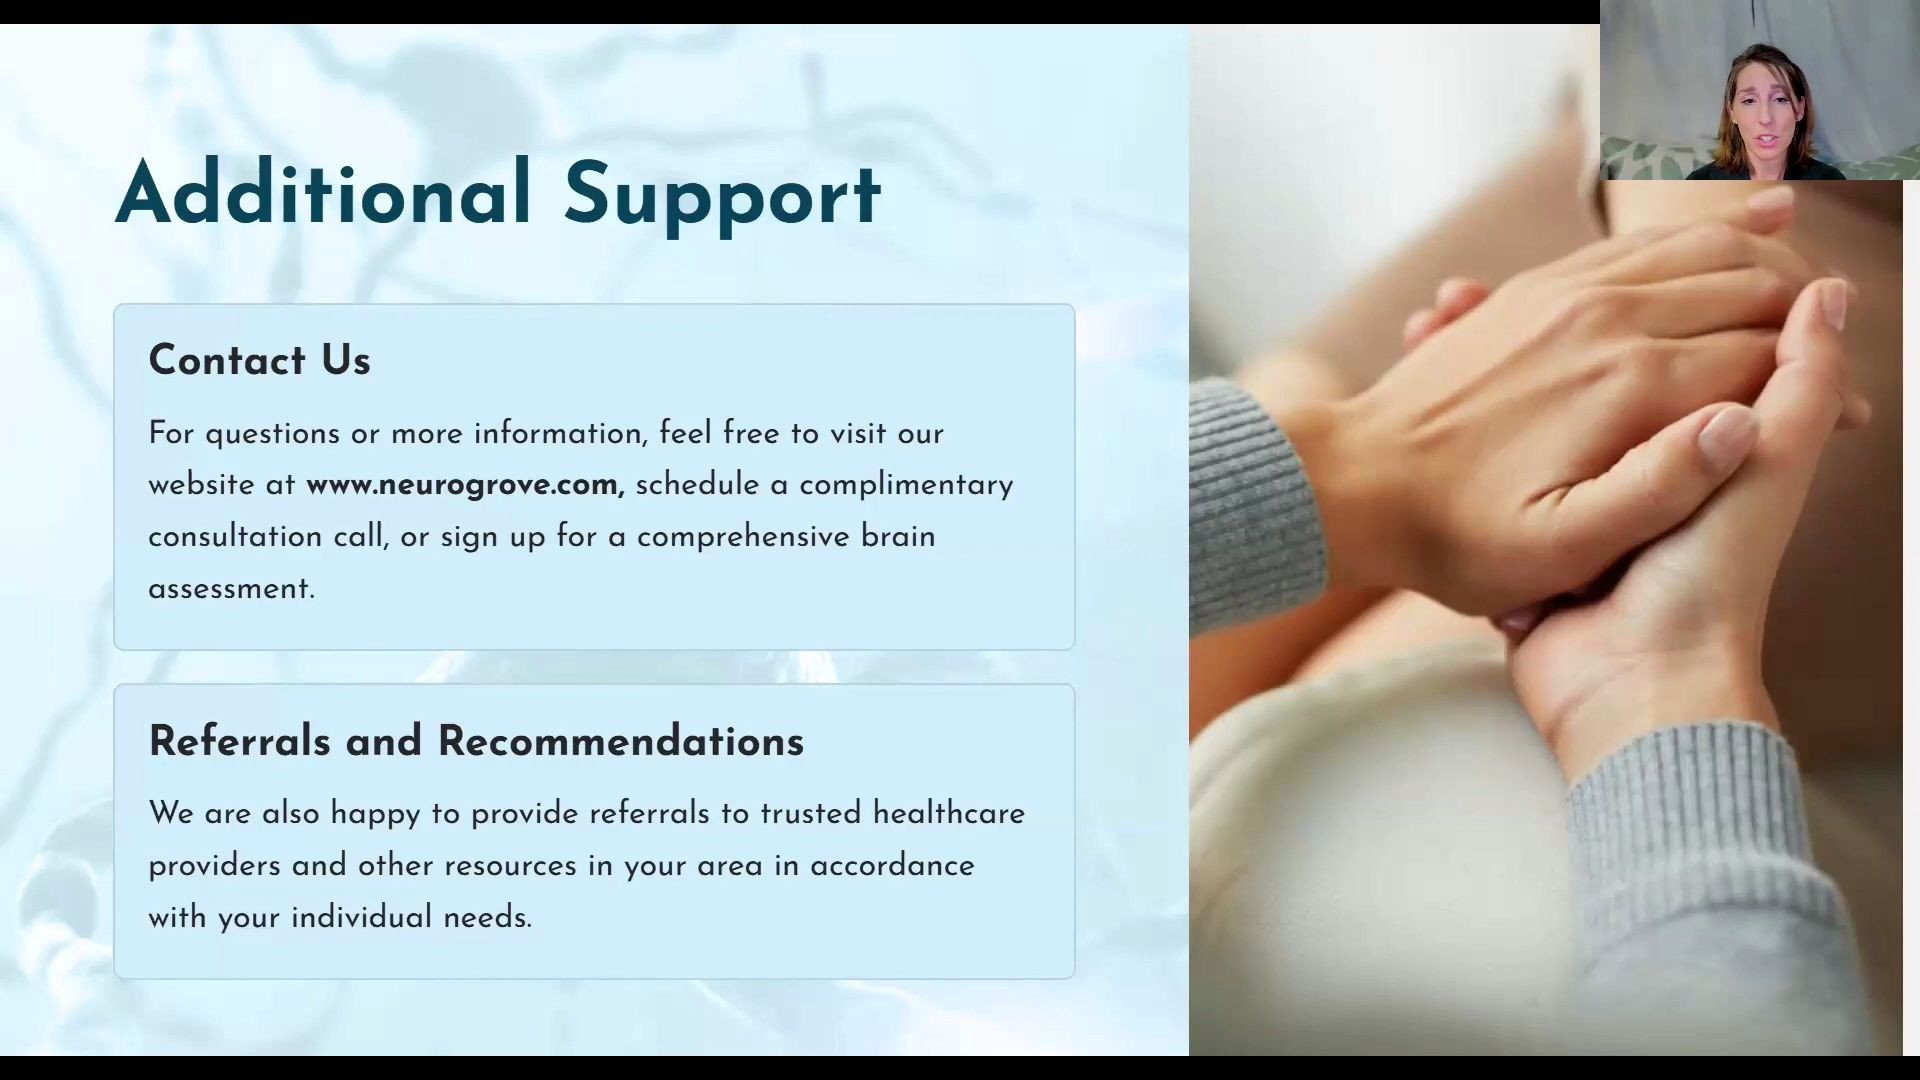 Additional Support
Contact Us
For questions or more information, feel free to visit our
website at www.neurogrove.com, schedule a complimentary
consultation call, or sign up for a comprehensive brain
assessment.
Referrals and Recommendations
We are also happy to provide referrals to trusted healthcare
providers and other resources in your area in accordance
with your individual needs.